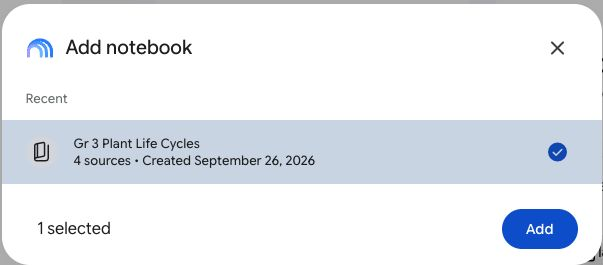 Add notebook
Recent
Gr 3 Plant Life Cycles
4 sources • Created September 26, 2026
1 selected
Add